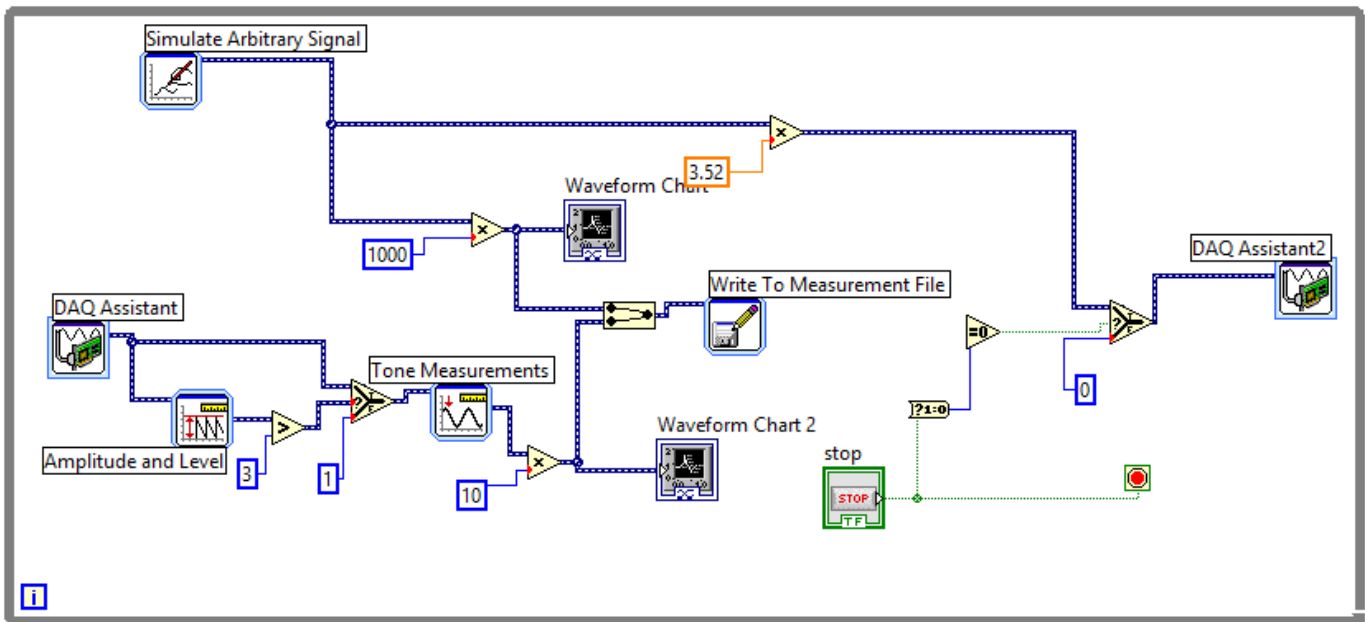 Simulate Arbitrary Signal
x
3.52
Waveform Chart
x
1000
DAQ Assistant2
Write To Measurement File
DAQ Assistant
=0
? T F
0
Tone Measurements
? T F
>
Amplitude and Level
3
1
?1:0
Waveform Chart 2
x
10
stop
STOP
TF
i